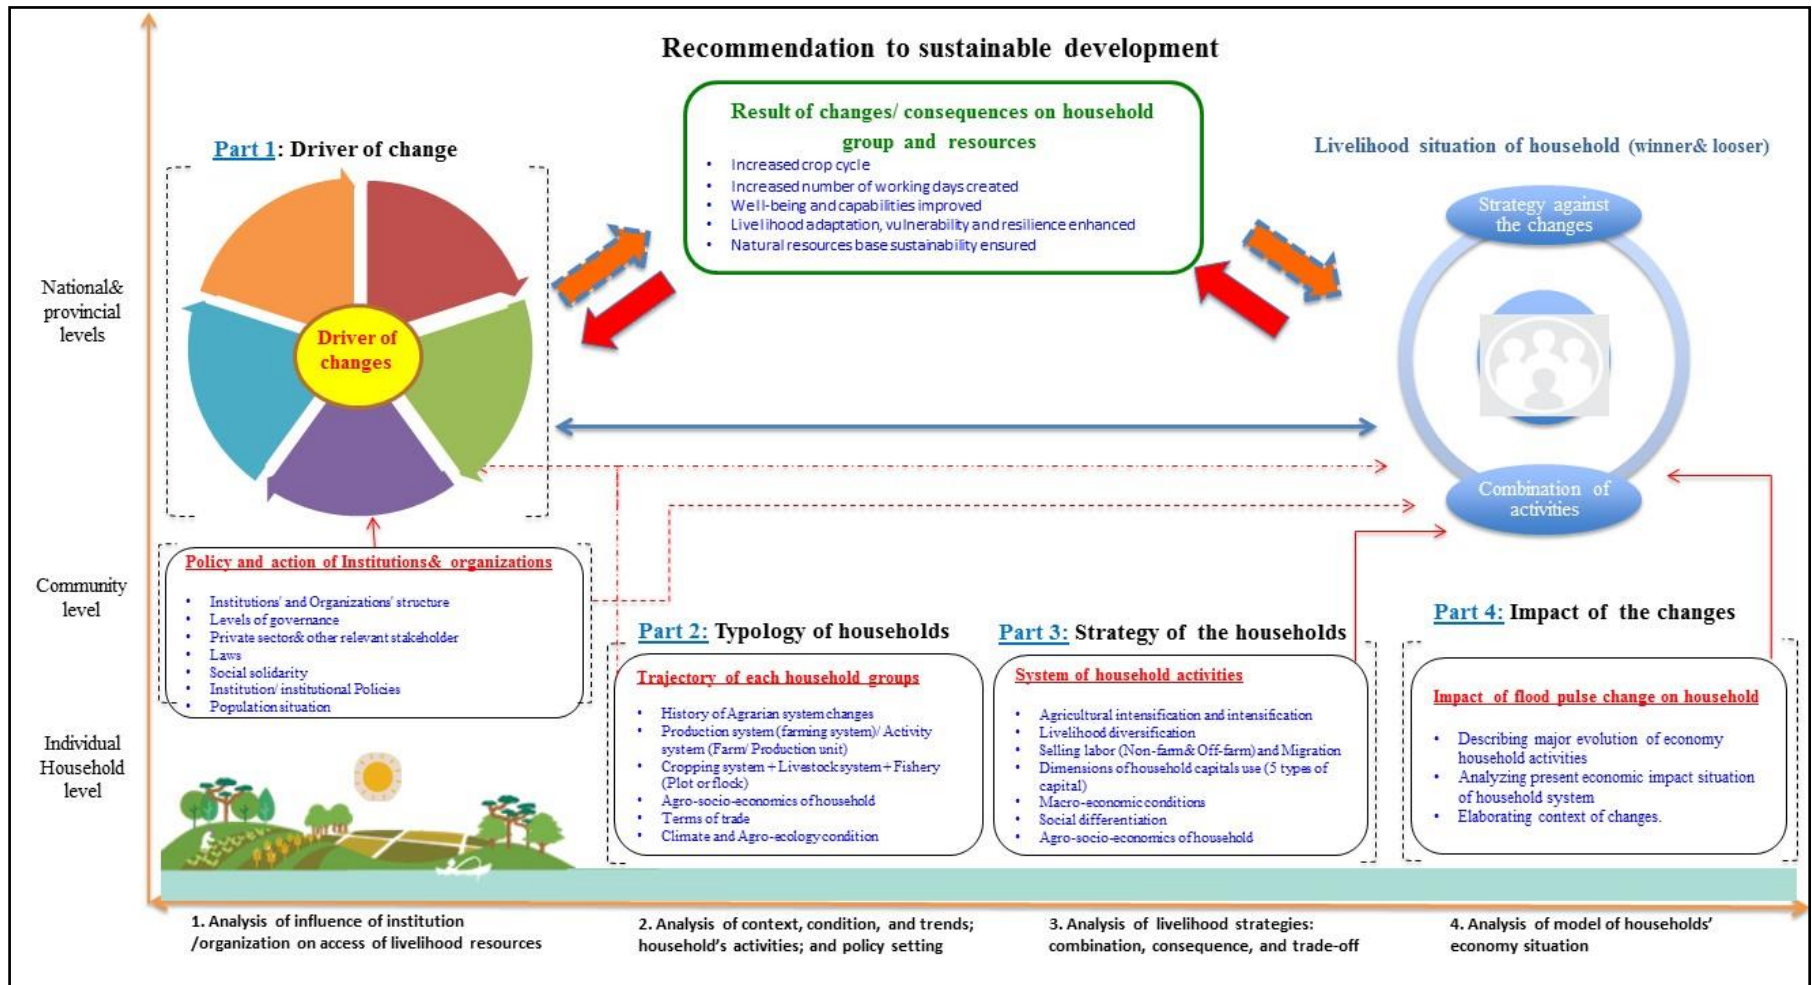 Recommendation to sustainable development
Result of changes/ consequences on household
group and resources
• Increased crop cycle
• Increased number of working days created
• Well-being and capabilities improved
• Livelihood adaptation, vulnerability and resilience enhanced
• Natural resources base sustainability ensured
Part 1: Driver of change
Driver of
changes
Livelihood situation of household (winner& looser)
Strategy against
the changes
Combination of
activities
National&
provincial
levels
Community
level
Individual
Household
level
Policy and action of Institutions& organizations
• Institutions' and Organizations' structure
• Levels of governance
• Private sector& other relevant stakeholder
• Laws
• Social solidarity
• Institution/ institutional Policies
• Population situation
Part 2: Typology of households
Trajectory of each household groups
• History of Agrarian system changes
• Production system (farming system)/ Activity
system (Farm/ Production unit)
• Cropping system + Livestock system + Fishery
(Plot or flock)
• Agro-socio-economics of household
• Terms of trade
• Climate and Agro-ecology condition
Part 3: Strategy of the households
System of household activities
• Agricultural intensification and intensification
• Livelihood diversification
• Selling labor (Non-farm& Off-farm) and Migration
• Dimensions of household capitals use (5 types of
capital)
• Macro-economic conditions
• Social differentiation
• Agro-socio-economics of household
Part 4: Impact of the changes
Impact of flood pulse change on household
• Describing major evolution of economy
household activities
• Analyzing present economic impact situation
of household system
• Elaborating context of changes.
1. Analysis of influence of institution
/organization on access of livelihood resources
2. Analysis of context, condition, and trends;
household's activities; and policy setting
3. Analysis of livelihood strategies:
combination, consequence, and trade-off
4. Analysis of model of households'
economy situation